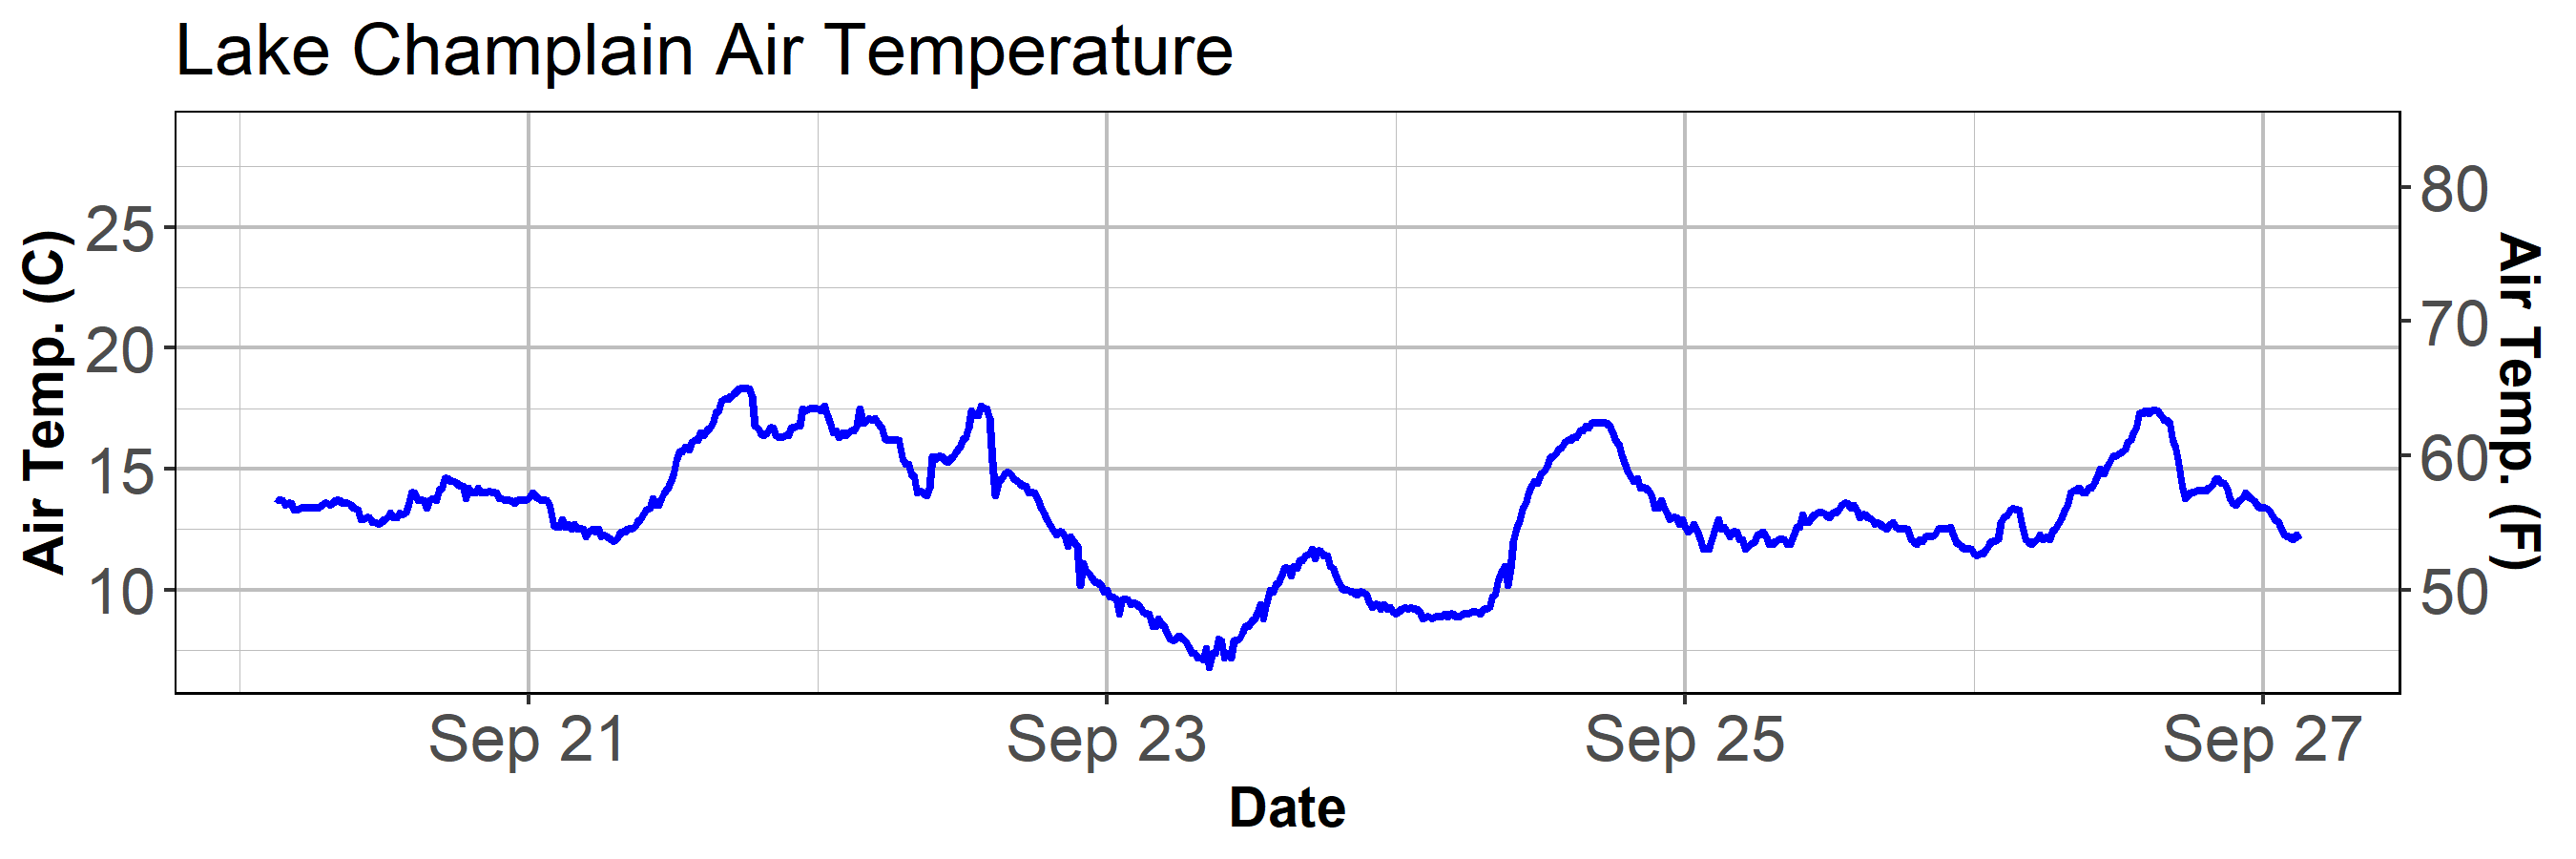 Lake Champlain Air Temperature
Air Temp. (C)
25
20
15
10
80
70
60
50
Air Temp. (F)
Sep 21
Sep 23
Sep 25
Sep 27
Date